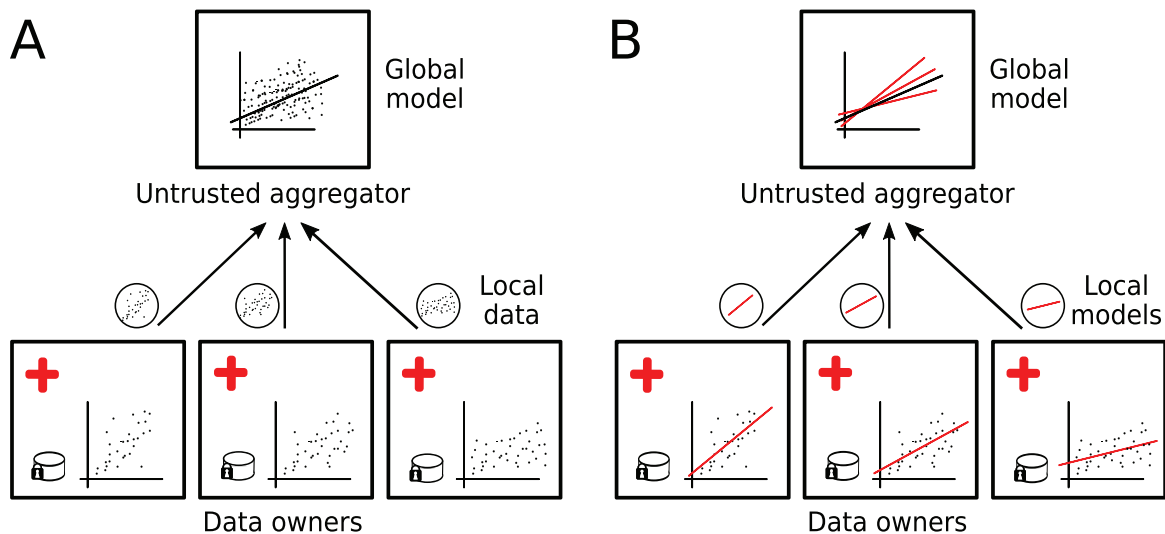 A
Global
model
Untrusted aggregator
Local
data
Data owners
B
Global
model
Untrusted aggregator
Local
models
Data owners